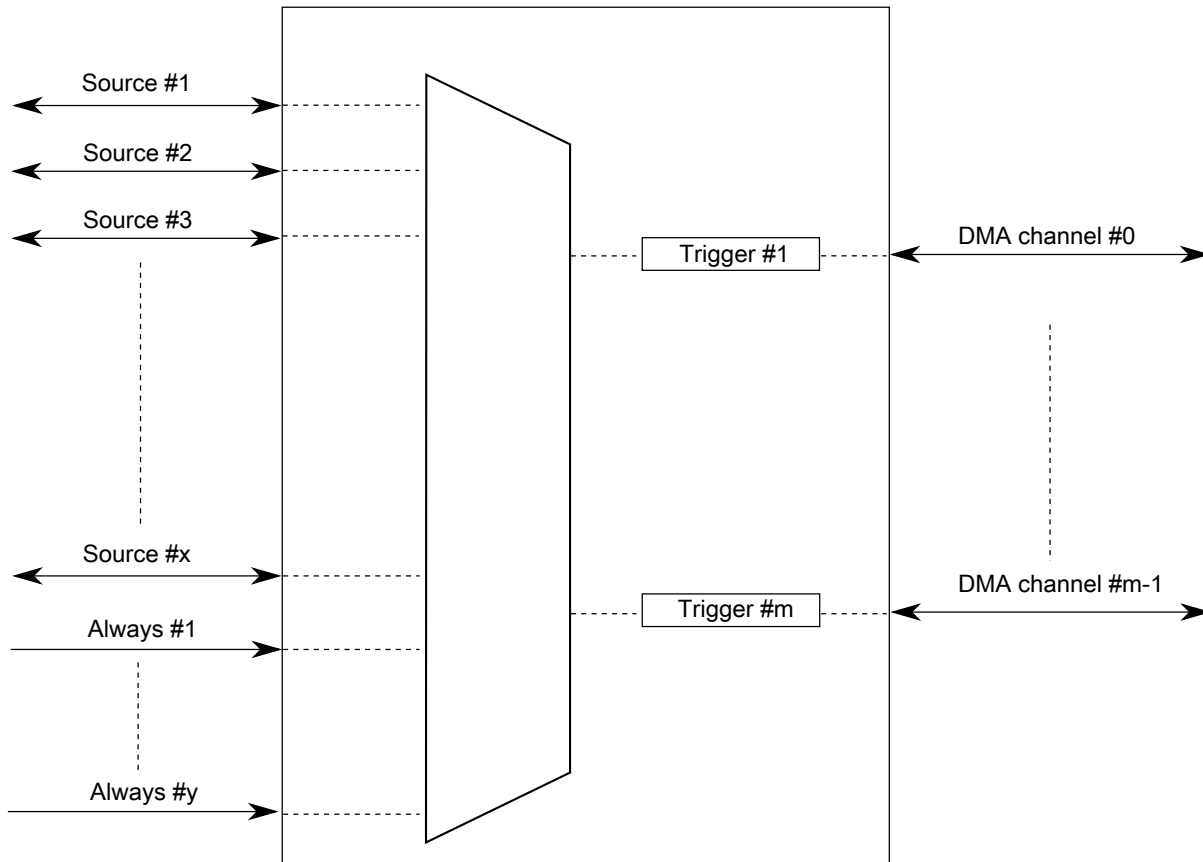 Source #1
Source #2
Source #3
Trigger #1
DMA channel #0
Source #x
DMA channel #m-1
Trigger #m
Always #1
Always #y